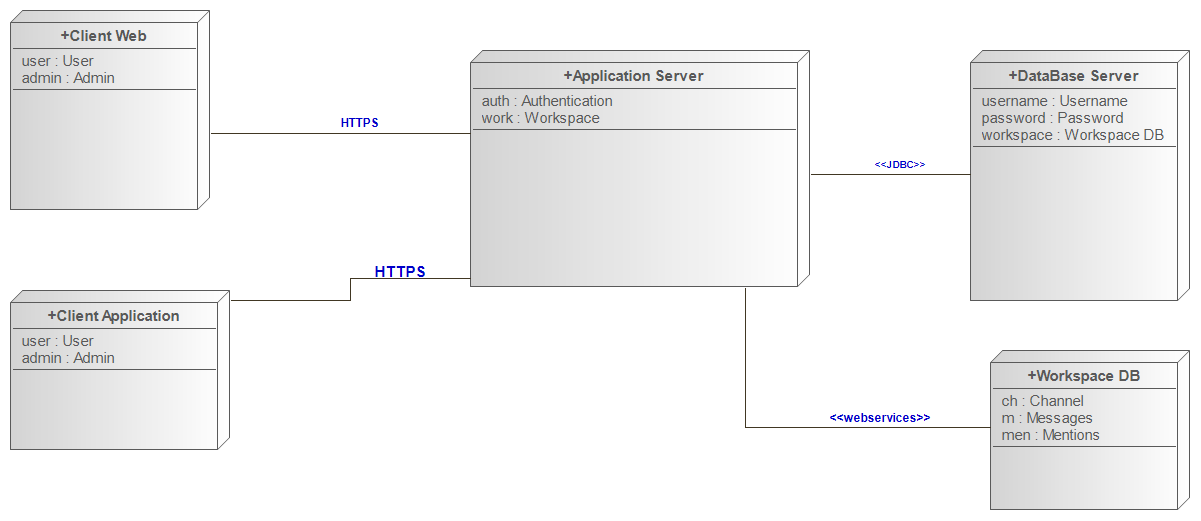 +Client Web
user : User
admin : Admin
HTTPS
+Application Server
auth : Authentication
work : Workspace
<<JDBC>>
+DataBase Server
username : Username
password : Password
workspace : Workspace DB
HTTPS
+Client Application
user : User
admin : Admin
<<webservices>>
+Workspace DB
ch : Channel
m : Messages
men : Mentions